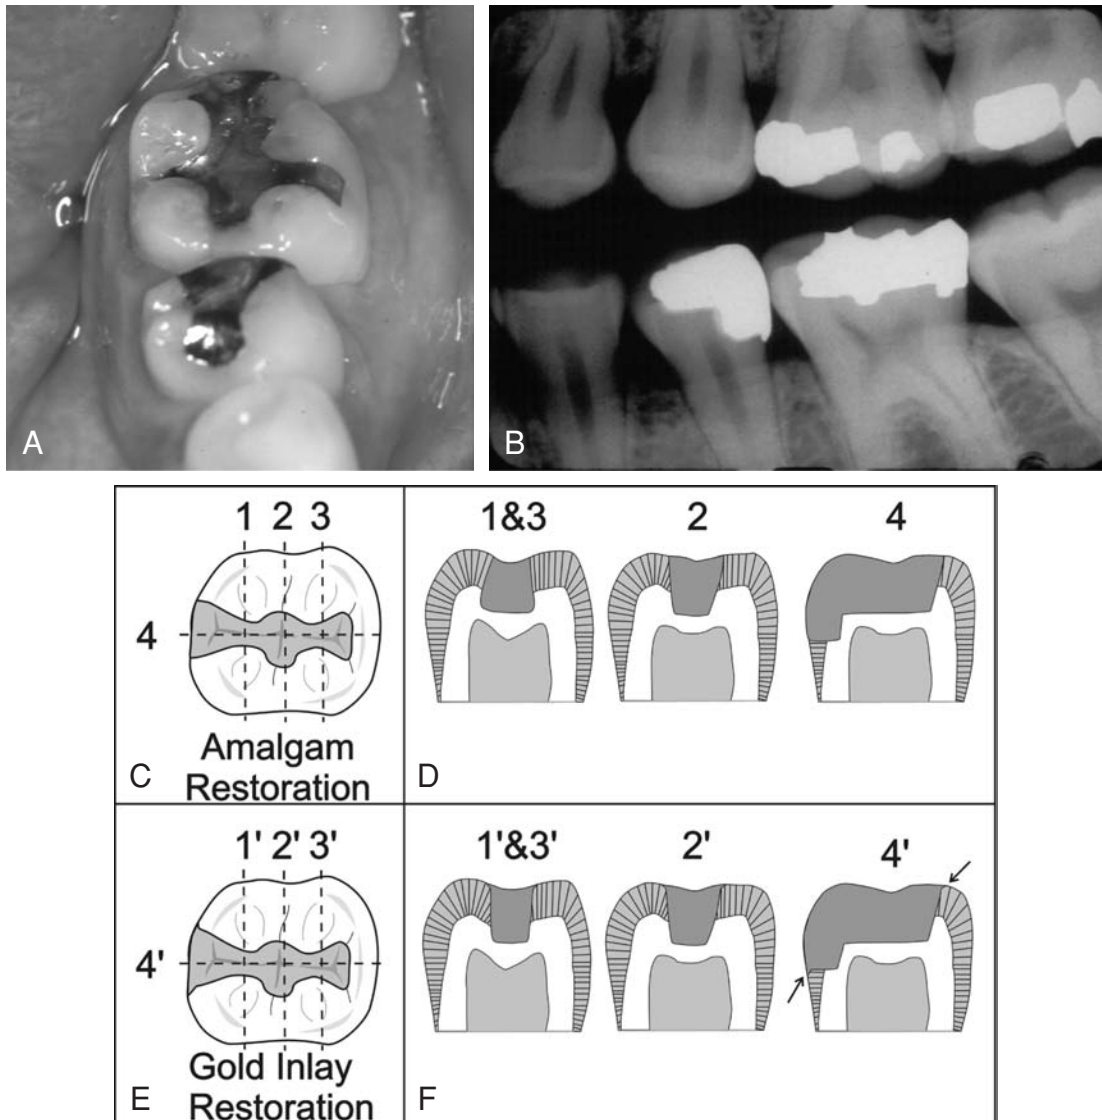 A
B
1 2 3
4
Amalgam
Restoration
C
1&3
2
4
D
1' 2' 3'
4'
Gold Inlay
Restoration
E
1'&3'
2'
4'
F